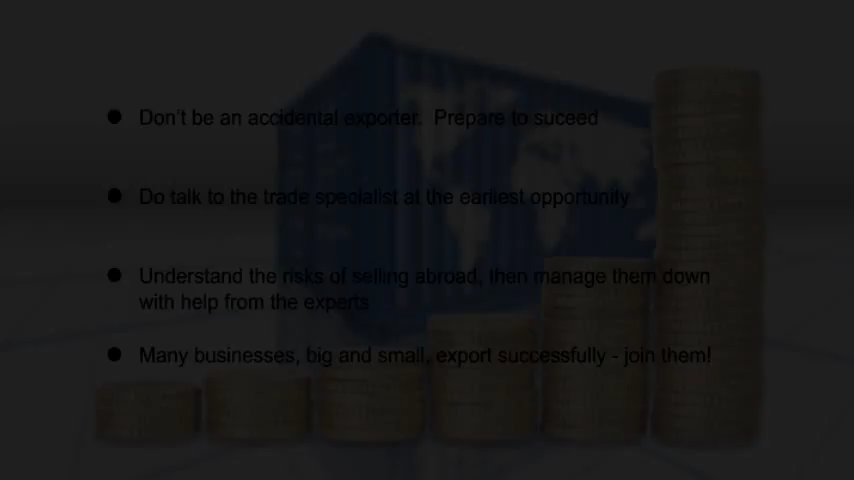 ● Don't be an accidental exporter.  Prepare to suceed
● Do talk to the trade specialist at the earliest opportunity
● Understand the risks of selling abroad, then manage them down
with help from the experts
● Many businesses, big and small, export successfully - join them!